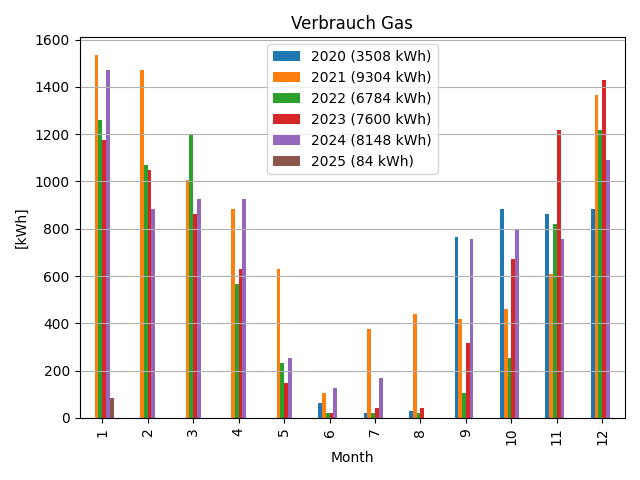 Verbrauch Gas
2020 (3508 kWh)
2021 (9304 kWh)
2022 (6784 kWh)
2023 (7600 kWh)
2024 (8148 kWh)
2025 (84 kWh)
[kWh]
1600
1400
1200
1000
800
600
400
200
0
1 2 3 4 5 6 7 8 9 10 11 12
Month